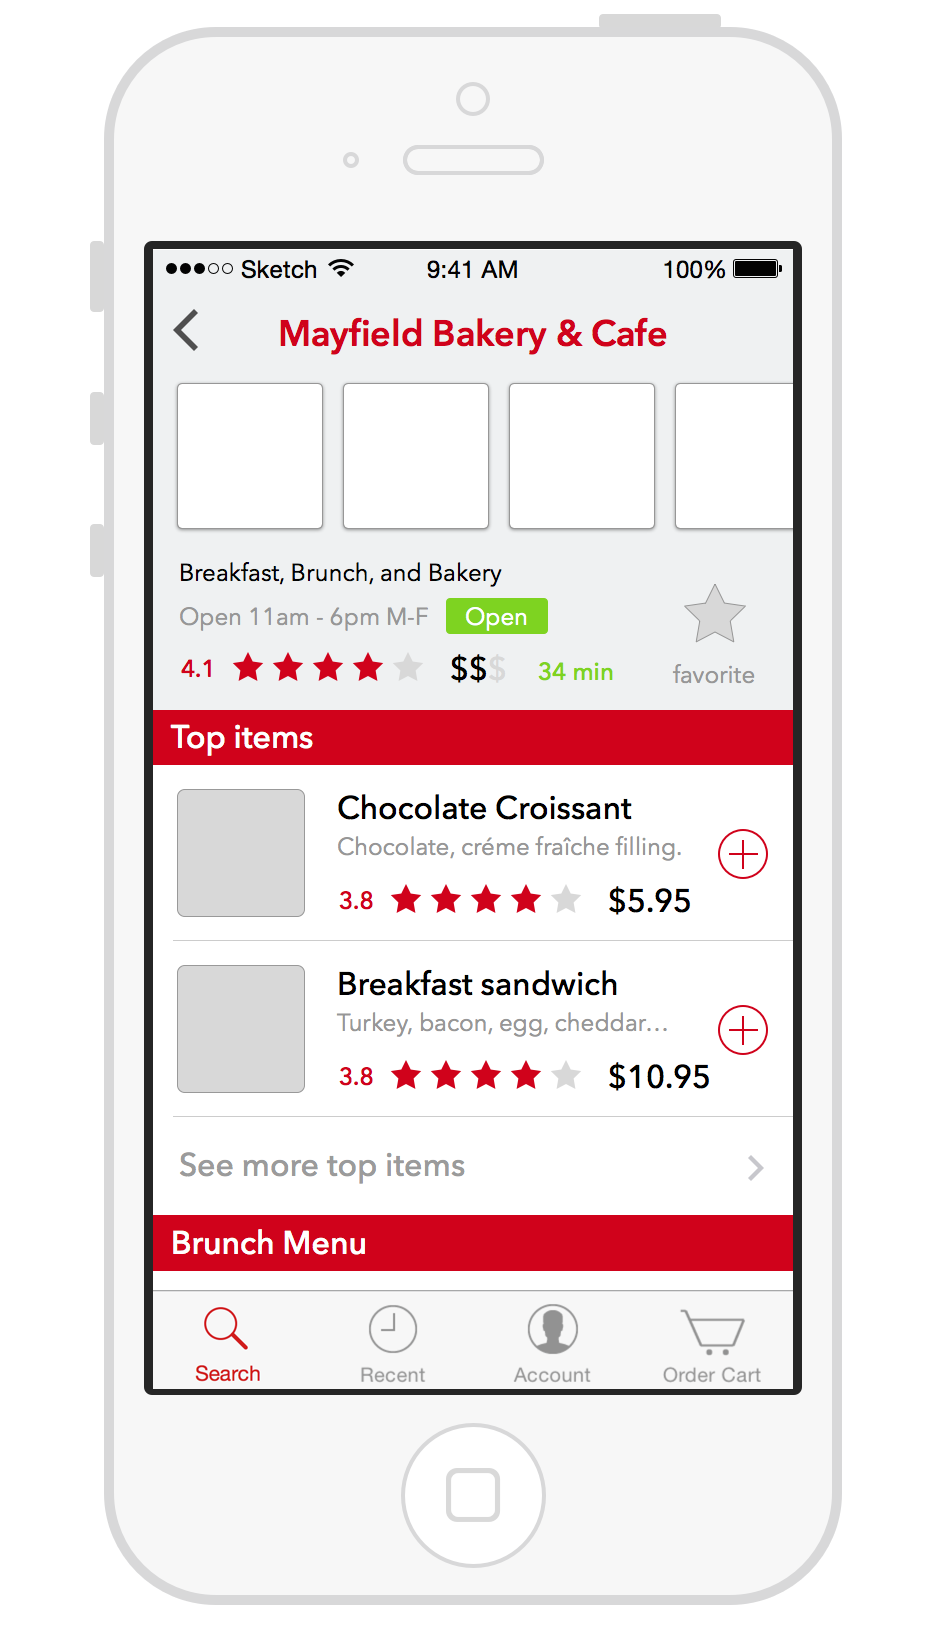 Sketch 9:41 AM 100%
Mayfield Bakery & Cafe
Breakfast, Brunch, and Bakery
Open 11am - 6pm M-F Open
4.1 $$$ 34 min favorite
Top items
Chocolate Croissant
Chocolate, créme fraîche filling.
3.8 $5.95
Breakfast sandwich
Turkey, bacon, egg, cheddar...
3.8 $10.95
See more top items
Brunch Menu
Search Recent Account Order Cart